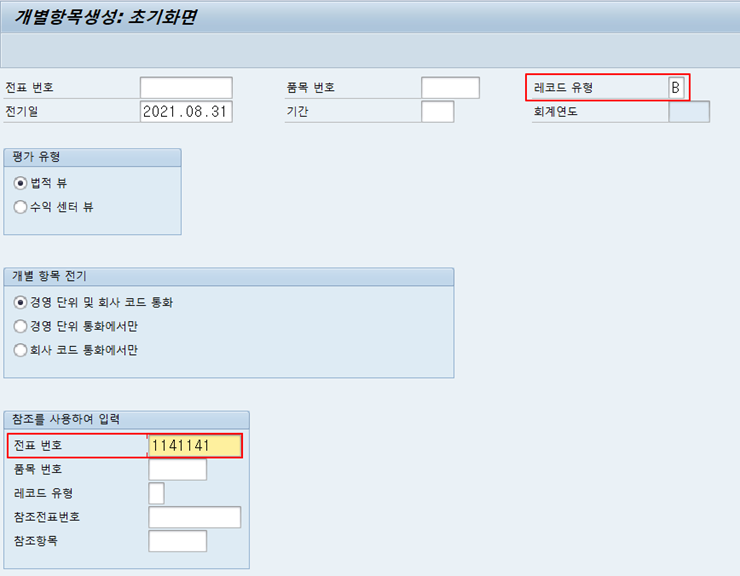 개별항목생성: 초기화면
전표 번호 품목 번호 레코드 유형 B
전기일 2021.08.31 기간 회계연도
평가 유형
법적 뷰
수익 센터 뷰
개별 항목 전기
경영 단위 및 회사 코드 통화
경영 단위 통화에서만
회사 코드 통화에서만
참조를 사용하여 입력
전표 번호 1141141
품목 번호
레코드 유형
참조전표번호
참조항목